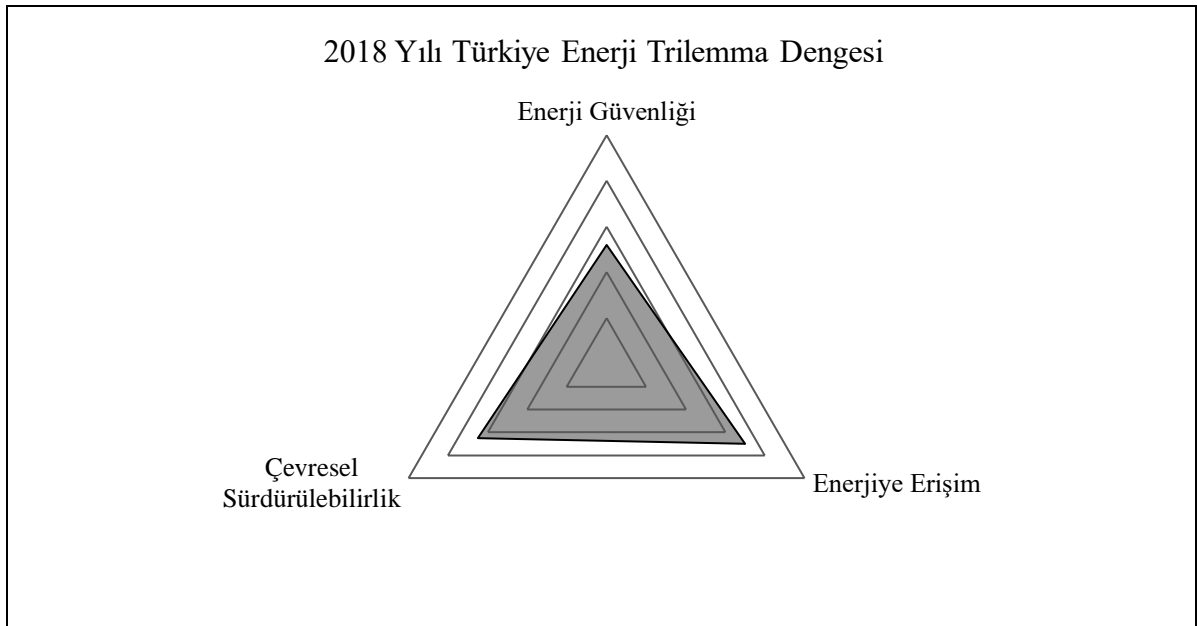 2018 Yılı Türkiye Enerji Trilemma Dengesi
Enerji Güvenliği
Çevresel
Sürdürülebilirlik
Enerjiye Erişim